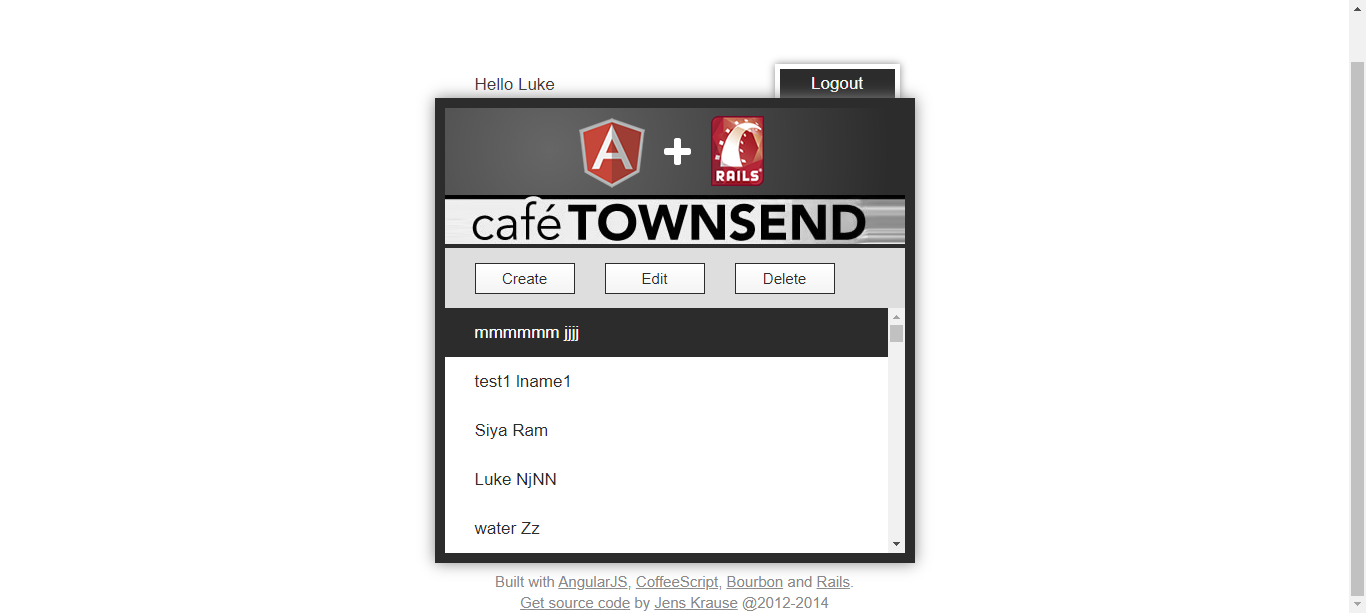 Hello Luke
Logout
A
RAILS
café TOWNSEND
Create
Edit
Delete
mmmmmm jjjj
test1 lname1
Siya Ram
Luke NjNN
water Zz
Built with AngularJS, CoffeeScript, Bourbon and Rails.
Get source code by Jens Krause @2012-2014